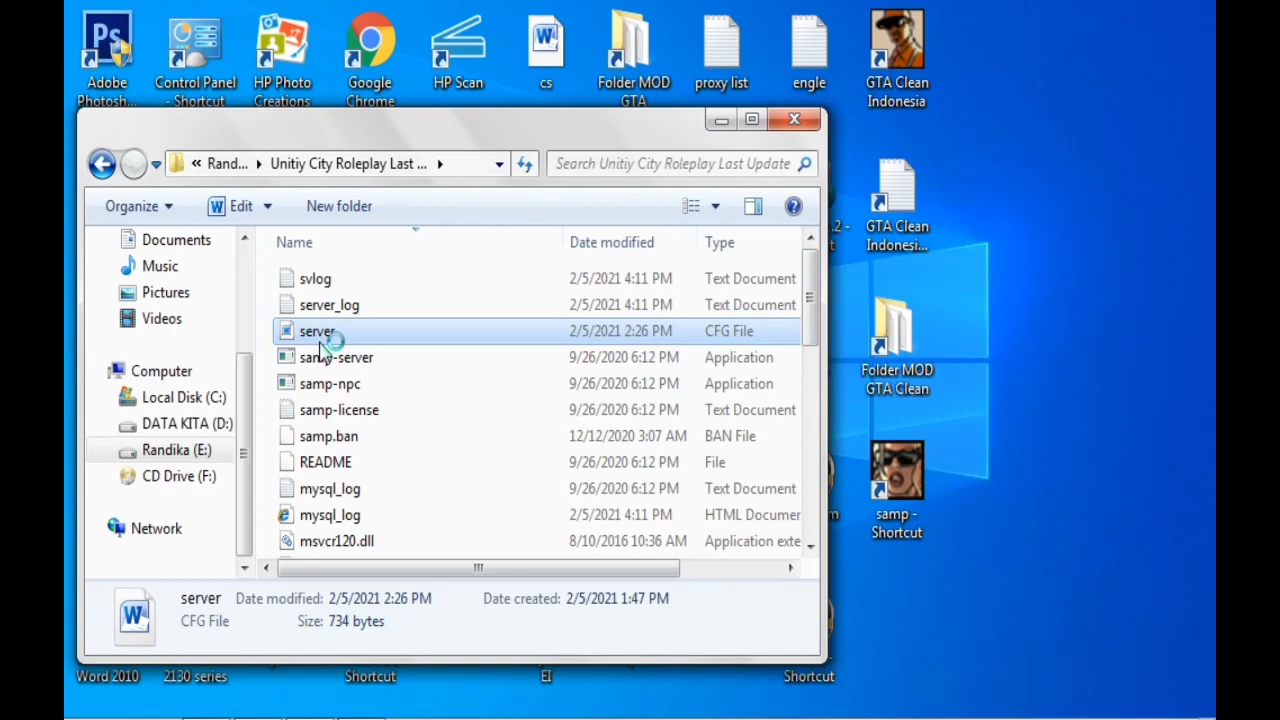 Adobe
Photosh...
Control Panel
- Shortcut
HP Photo
Creations
Google
Chrome
HP Scan
cs
Folder MOD
GTA
proxy list
engle
GTA Clean
Indonesia
« Rand...
Unitiy City Roleplay Last ...
Search Unitiy City Roleplay Last Update
Organize
Edit
New folder
Documents
Music
Pictures
Videos
Computer
Local Disk (C:)
DATA KITA (D:)
Randika (E:)
CD Drive (F:)
Network
Name Date modified Type
svlog 2/5/2021 4:11 PM Text Document
server_log 2/5/2021 4:11 PM Text Document
server 2/5/2021 2:26 PM CFG File
samp-server 9/26/2020 6:12 PM Application
samp-npc 9/26/2020 6:12 PM Application
samp-license 9/26/2020 6:12 PM Text Document
samp.ban 12/12/2020 3:07 AM BAN File
README 9/26/2020 6:12 PM File
mysql_log 9/26/2020 6:12 PM Text Document
mysql_log 2/5/2021 4:11 PM HTML Documer
msvcr120.dll 8/10/2016 10:36 AM Application exte
server Date modified: 2/5/2021 2:26 PM Date created: 2/5/2021 1:47 PM
CFG File Size: 734 bytes
GTA Clean
Indonesi...
Folder MOD
GTA Clean
samp -
Shortcut
Word 2010
2130 series
Shortcut
EI
Shortcut